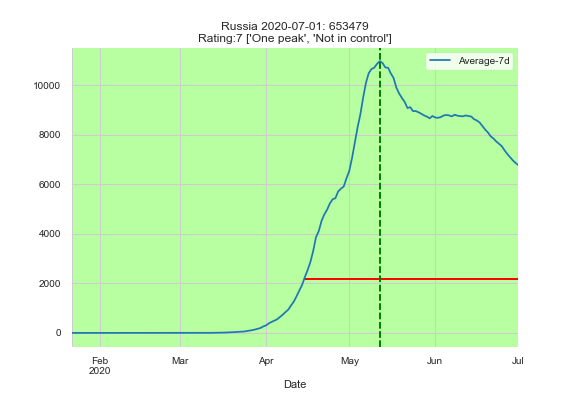 Russia 2020-07-01: 653479
Rating:7 ['One peak', 'Not in control']
Average-7d
10000
8000
6000
4000
2000
0
Feb Mar Apr May Jun Jul
2020
Date